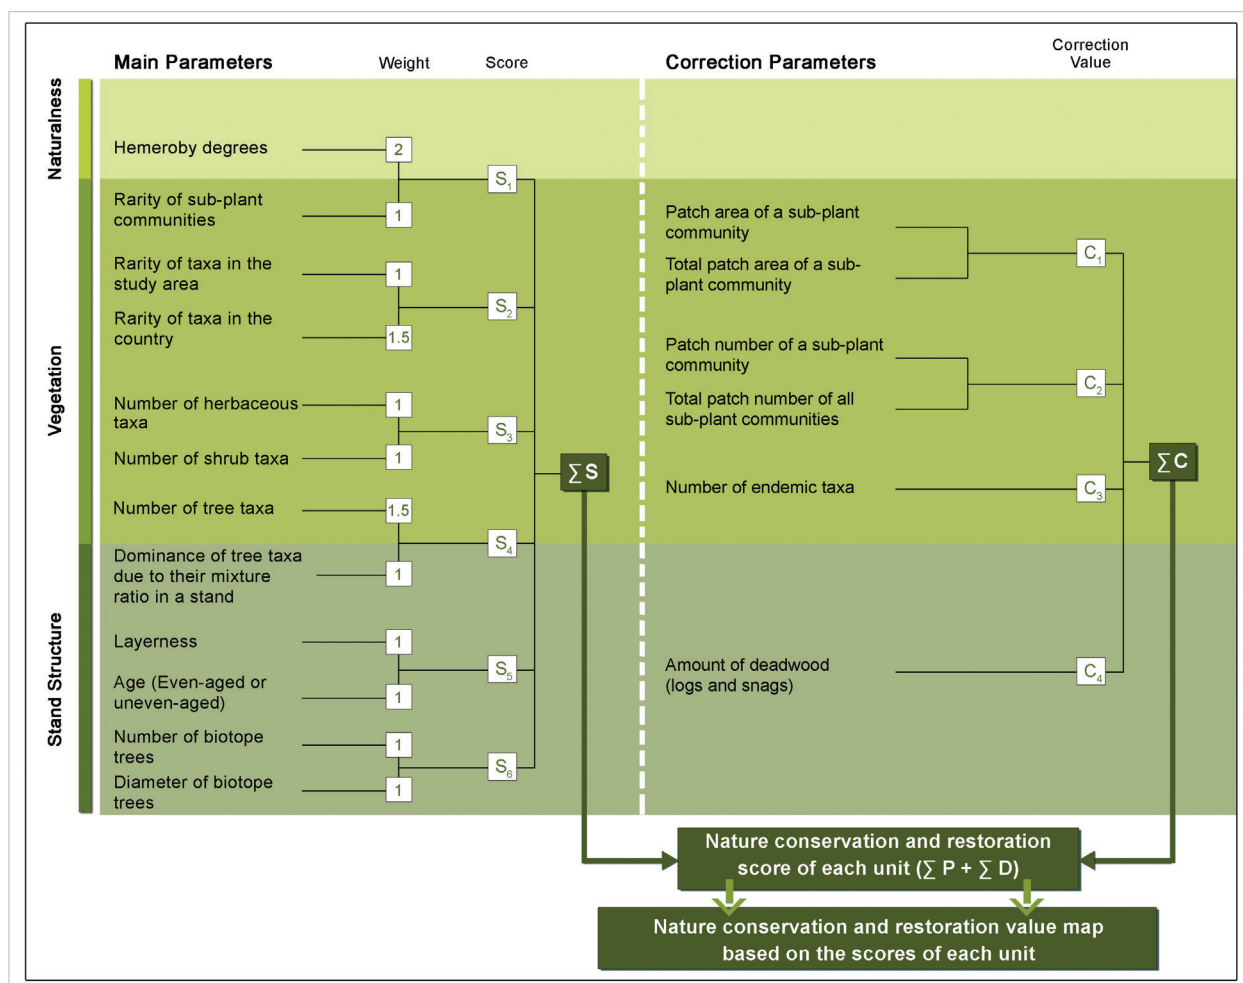 Main Parameters
Weight
Score
Correction Parameters
Correction
Value
Naturalness
Vegetation
Stand Structure
Hemeroby degrees
2
S1
Rarity of sub-plant
communities
1
Rarity of taxa in the
study area
1
S2
Rarity of taxa in the
country
1.5
Number of herbaceous
taxa
1
S3
Number of shrub taxa
1
Number of tree taxa
1.5
S4
Dominance of tree taxa
due to their mixture
ratio in a stand
1
Layerness
1
S5
Age (Even-aged or
uneven-aged)
1
Number of biotope
trees
1
S6
Diameter of biotope
trees
1
∑ S
Patch area of a sub-plant
community
Total patch area of a sub-
plant community
C1
Patch number of a sub-plant
community
Total patch number of all
sub-plant communities
C2
Number of endemic taxa
C3
Amount of deadwood
(logs and snags)
C4
∑ C
Nature conservation and restoration
score of each unit (∑ P + ∑ D)
Nature conservation and restoration value map
based on the scores of each unit